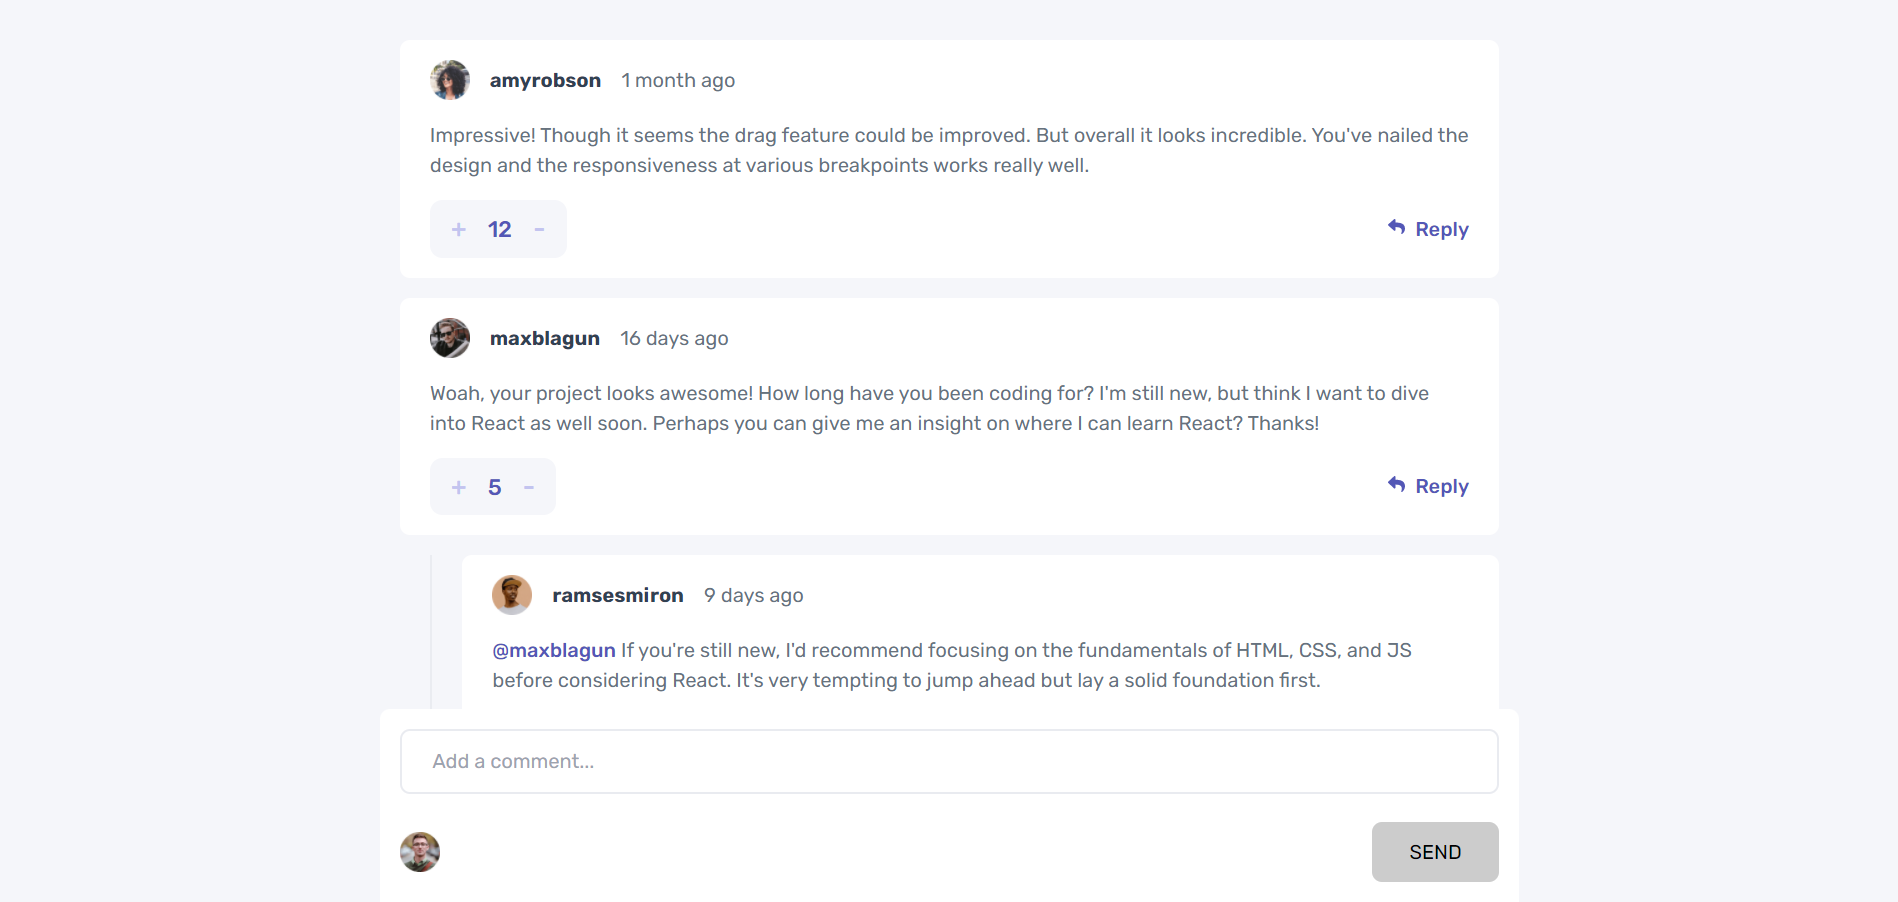 amyrobson 1 month ago
Impressive! Though it seems the drag feature could be improved. But overall it looks incredible. You've nailed the
design and the responsiveness at various breakpoints works really well.
+ 12 - Reply
maxblagun 16 days ago
Woah, your project looks awesome! How long have you been coding for? I'm still new, but think I want to dive
into React as well soon. Perhaps you can give me an insight on where I can learn React? Thanks!
+ 5 - Reply
ramsesmiron 9 days ago
@maxblagun If you're still new, I'd recommend focusing on the fundamentals of HTML, CSS, and JS
before considering React. It's very tempting to jump ahead but lay a solid foundation first.
Add a comment...
SEND